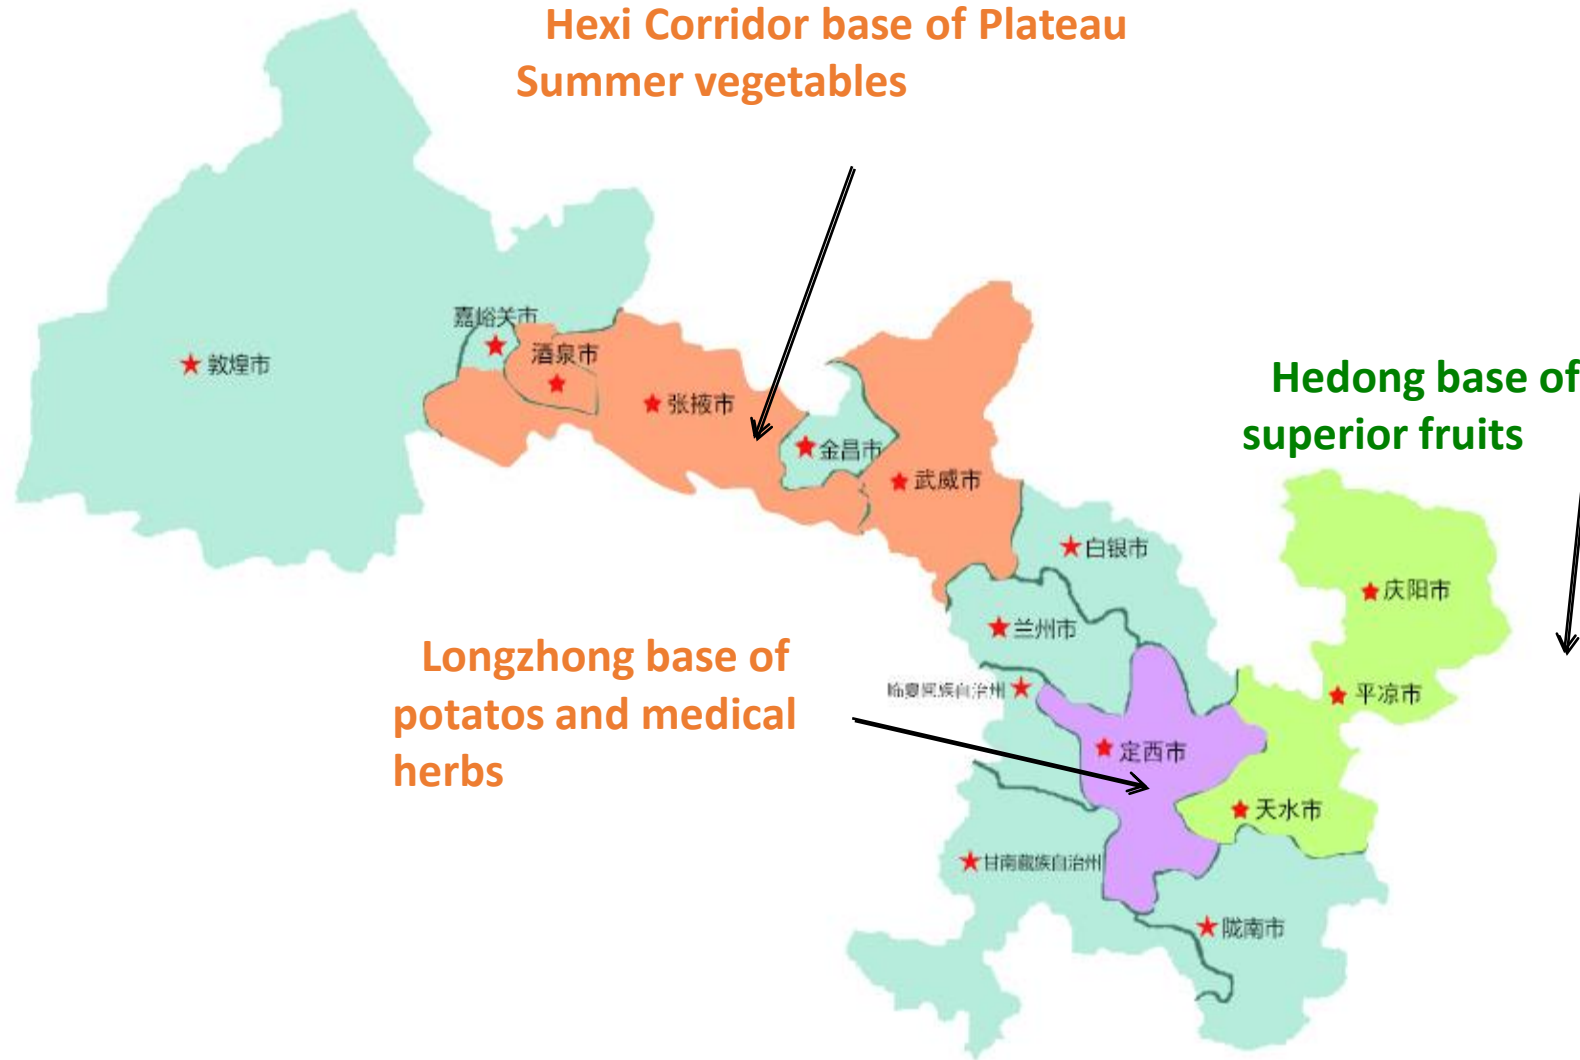 Hexi Corridor base of Plateau
Summer vegetables
嘉峪关市
酒泉市
敦煌市
张掖市
金昌市
武威市
Hedong base of
superior fruits
白银市
庆阳市
兰州市
Longzhong base of
potatos and medical
herbs
临夏回族自治州
平凉市
定西市
天水市
甘南藏族自治州
陇南市